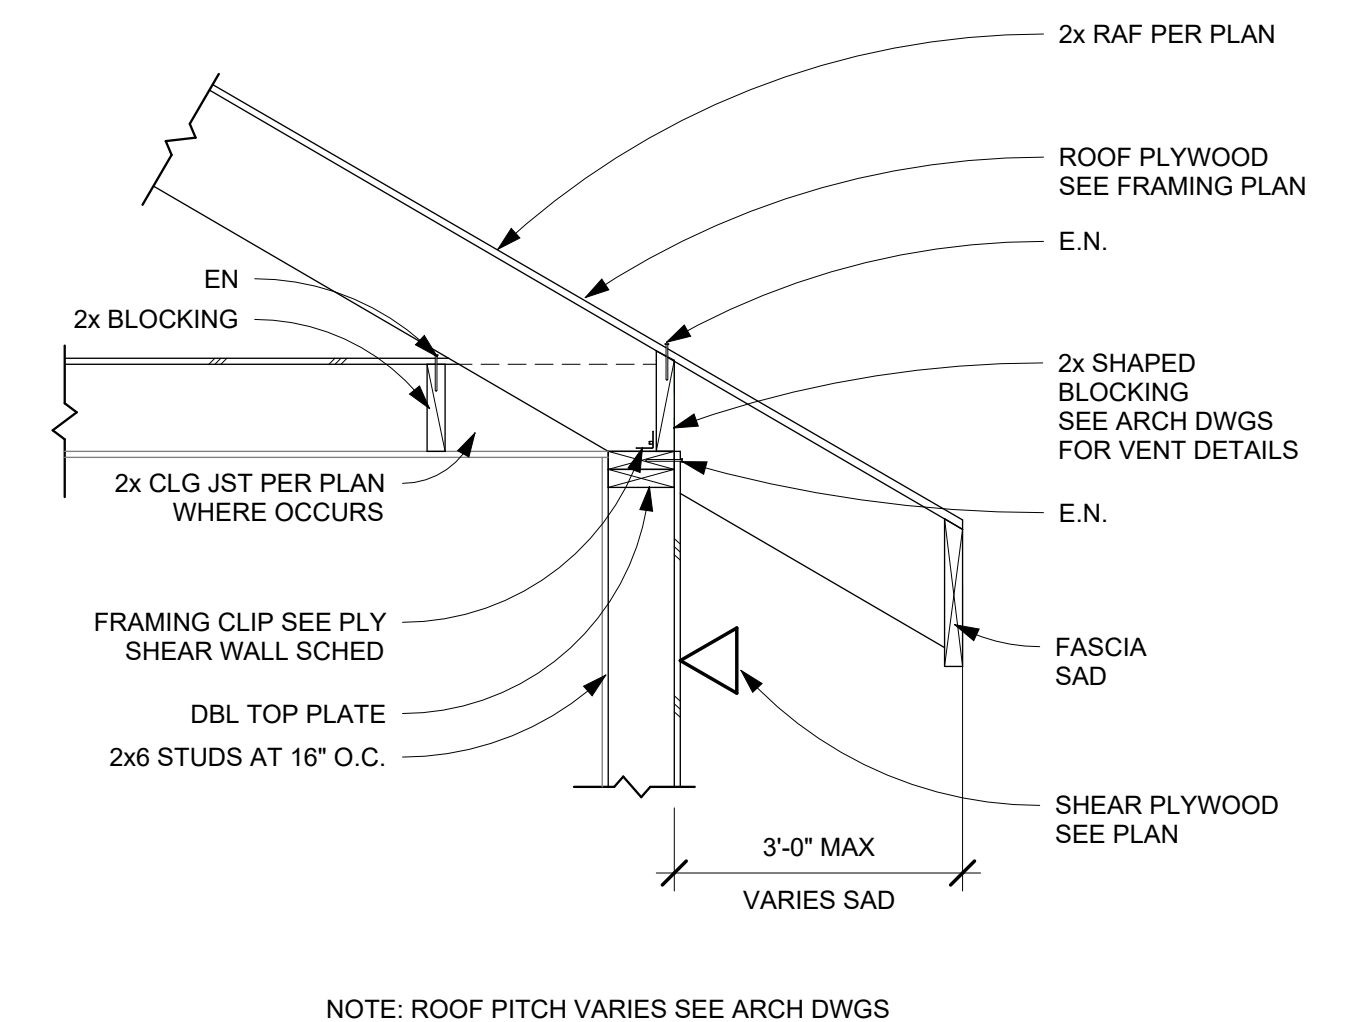 2x RAF PER PLAN
ROOF PLYWOOD
SEE FRAMING PLAN
E.N.
EN
2x BLOCKING
2x SHAPED
BLOCKING
SEE ARCH DWGS
FOR VENT DETAILS
2x CLG JST PER PLAN
WHERE OCCURS
E.N.
FRAMING CLIP SEE PLY
SHEAR WALL SCHED
FASCIA
SAD
DBL TOP PLATE
2x6 STUDS AT 16" O.C.
SHEAR PLYWOOD
SEE PLAN
3'-0" MAX
VARIES SAD
NOTE: ROOF PITCH VARIES SEE ARCH DWGS